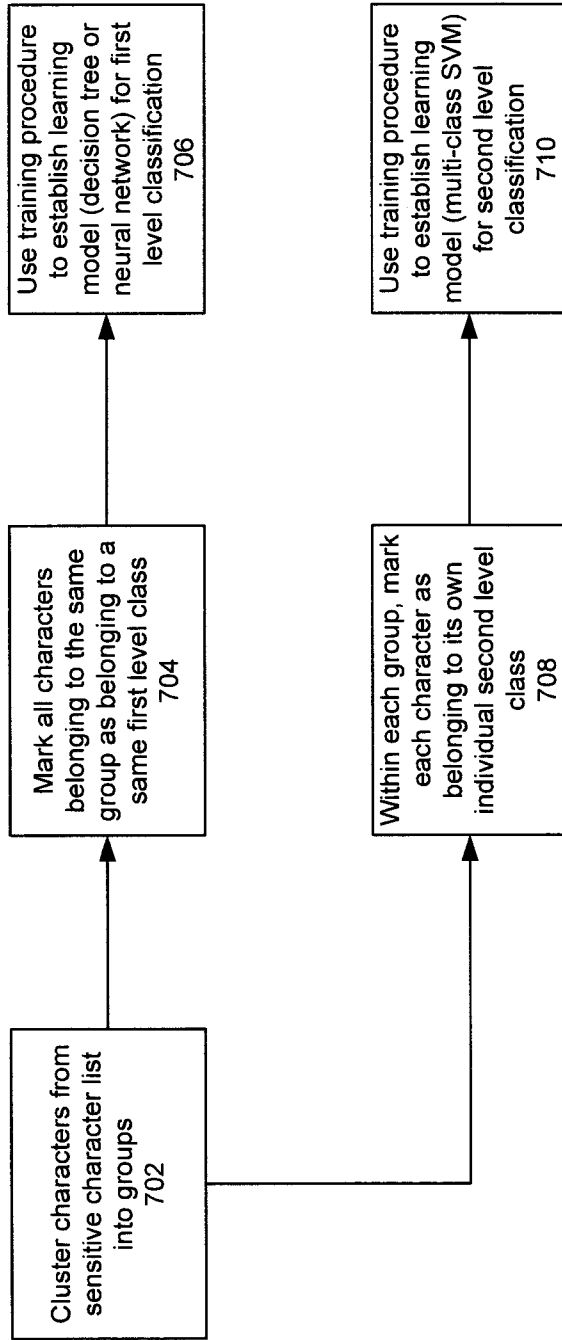 Cluster characters from
sensitive character list
into groups
702
Mark all characters
belonging to the same
group as belonging to a
same first level class
704
Use training procedure
to establish learning
model (decision tree or
neural network) for first
level classification
706
Within each group, mark
each character as
belonging to its own
individual second level
class
708
Use training procedure
to establish learning
model (multi-class SVM)
for second level
classification
710